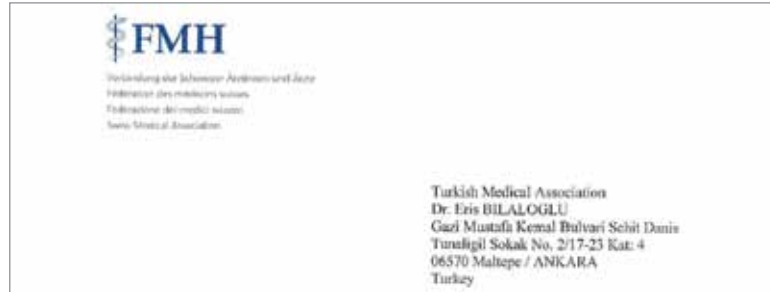 FMH
Verbindung der Schweizer Ärztinnen und Ärzte
Fédération des médecins suisses
Federazione dei medici svizzeri
Swiss Medical Association
Turkish Medical Association
Dr. Eris BILALOGLU
Gazi Mustafa Kemal Bulvari Sehit Danis
Tunaligil Sokak No. 2/17-23 Kat: 4
06570 Maltepe / ANKARA
Turkey